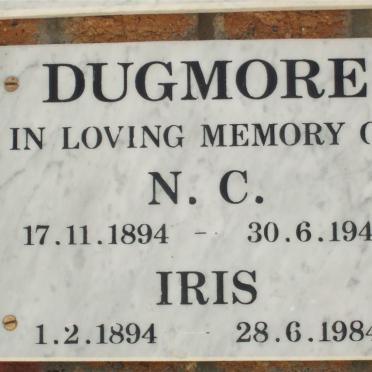 DUGMORE
IN LOVING MEMORY
N. C.
17.11.1894 - 30.6.194
IRIS
1.2.1894 28.6.1984